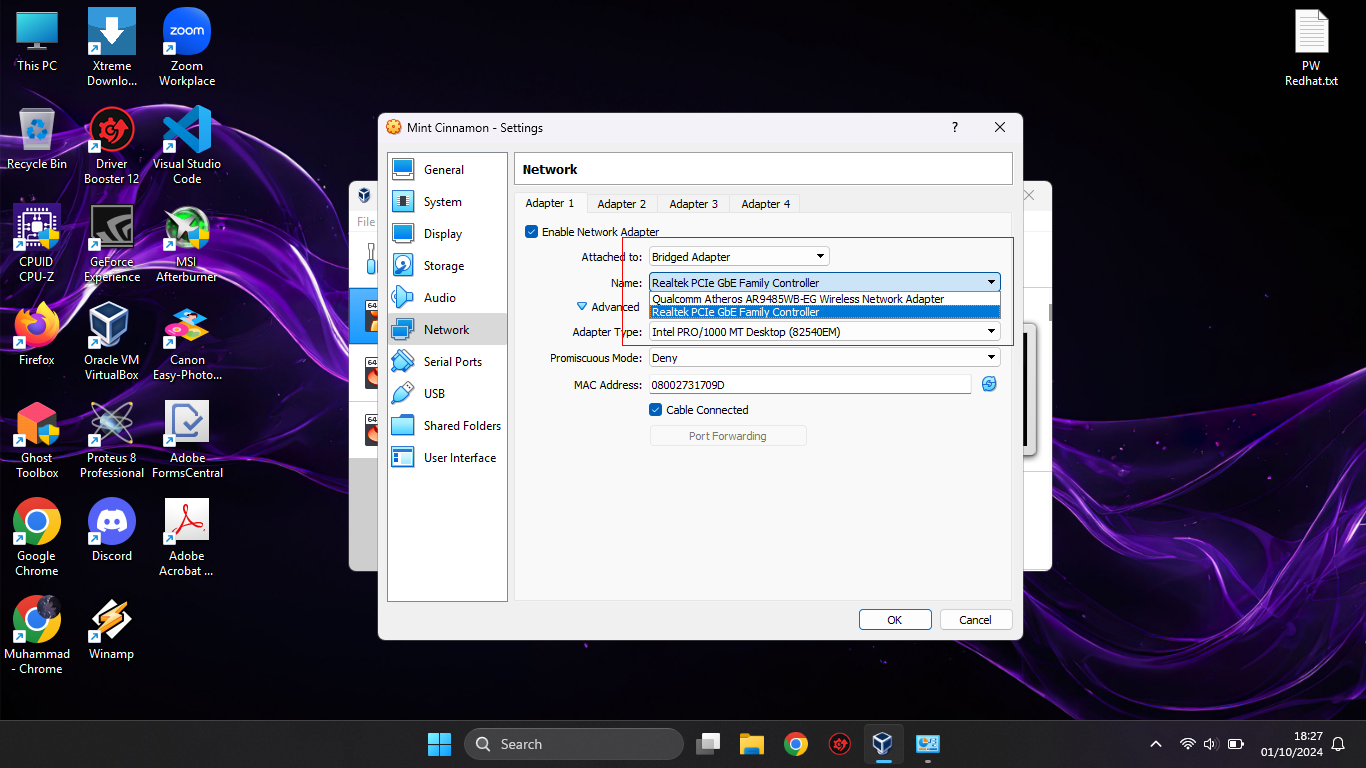 This PC
Xtreme
Downlo...
Zoom
Workplace
zoom
PW
Redhat.txt
Recycle Bin
Driver
Booster 12
Visual Studio
Code
CPUID
CPU-Z
GeForce
Experience
MSI
Afterburner
Firefox
Oracle VM
VirtualBox
Canon
Easy-Photo...
Ghost
Toolbox
Proteus 8
Professional
Adobe
FormsCentral
Google
Chrome
Discord
Adobe
Acrobat ...
Muhammad
- Chrome
Winamp
File
64
64
64
Mint Cinnamon - Settings
?
General
System
Display
Storage
Audio
Network
Serial Ports
USB
Shared Folders
User Interface
Network
Adapter 1
Adapter 2
Adapter 3
Adapter 4
Enable Network Adapter
Attached to: Bridged Adapter
Name: Realtek PCIe GbE Family Controller
Qualcomm Atheros AR9485WB-EG Wireless Network Adapter
Advanced
Realtek PCIe GbE Family Controller
Adapter Type: Intel PRO/1000 MT Desktop (82540EM)
Promiscuous Mode: Deny
MAC Address: 08002731709D
Cable Connected
Port Forwarding
OK
Cancel
Search
18:27
01/10/2024